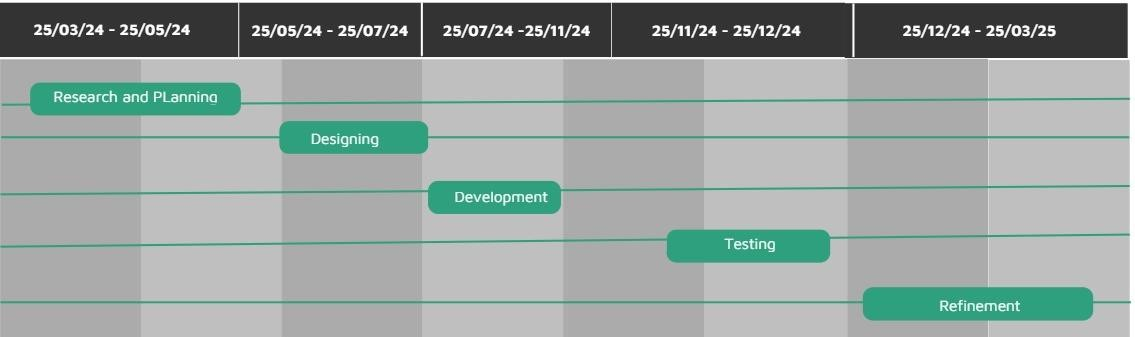 25/03/24 - 25/05/24
25/05/24 - 25/07/24
25/07/24 -25/11/24
25/11/24 - 25/12/24
25/12/24 - 25/03/25
Research and PLanning
Designing
Development
Testing
Refinement